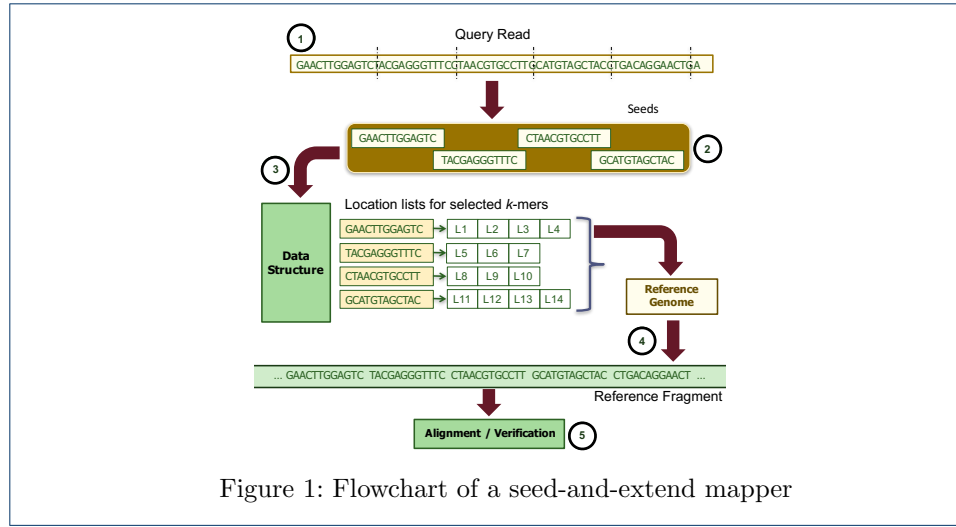 1
Query Read
GAACTTGGAGTCTACGAGGGTTTCCTAACGTGCCTTGCATGTAGCTACCTGACAGGAACTGA
Seeds
GAACTTGGAGTC
CTAACGTGCCTT
2
TACGAGGGTTTC
GCATGTAGCTAC
3
Location lists for selected k-mers
Data
Structure
GAACTTGGAGTC L1 L2 L3 L4
TACGAGGGTTTC L5 L6 L7
CTAACGTGCCTT L8 L9 L10
GCATGTAGCTAC L11 L12 L13 L14
Reference
Genome
4
... GAACTTGGAGTC TACGAGGGTTTC CTAACGTGCCTT GCATGTAGCTAC CTGACAGGAACT ...
Reference Fragment
Alignment / Verification
5
Figure 1: Flowchart of a seed-and-extend mapper